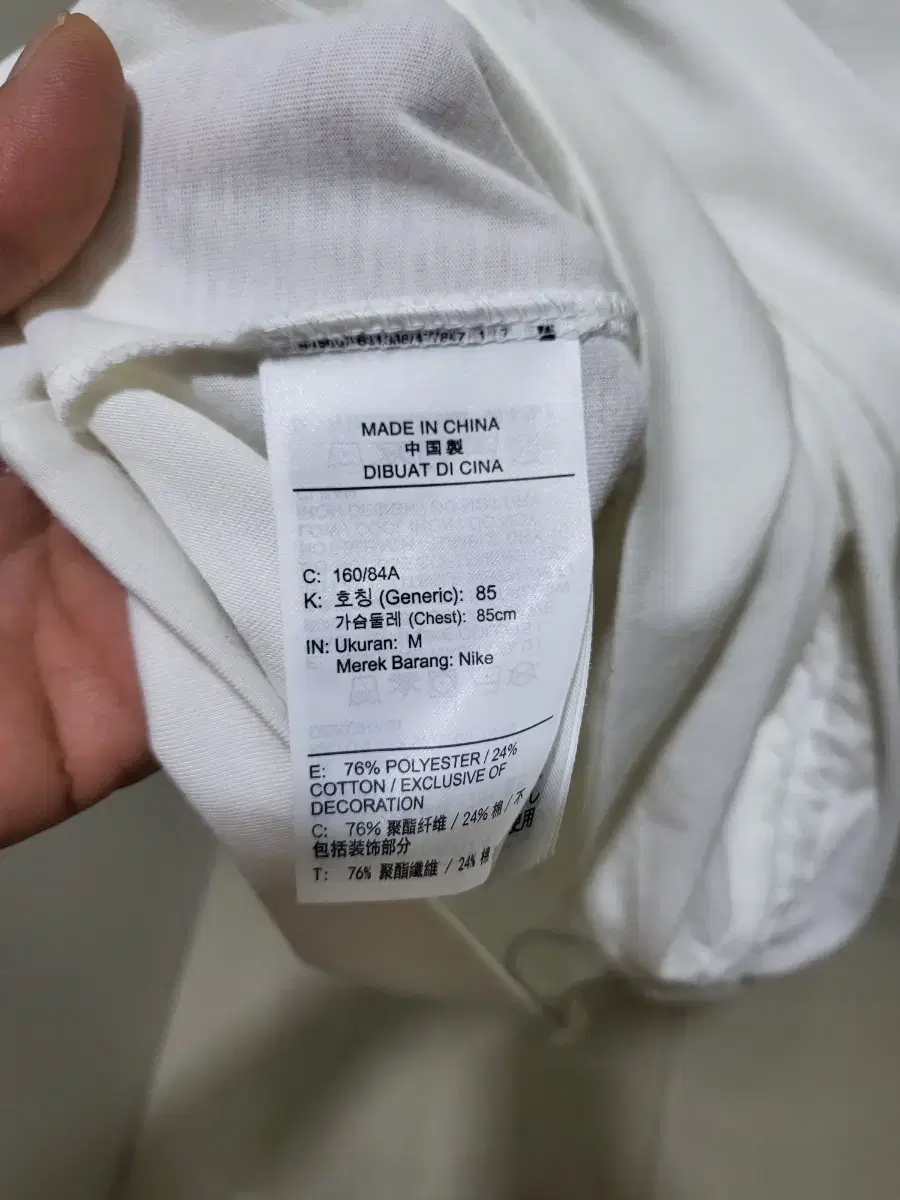 MADE IN CHINA
中国製
DIBUAT DI CINA
C: 160/84A
K: 호칭 (Generic): 85
가슴둘레 (Chest): 85cm
IN: Ukuran: M
Merek Barang: Nike
E: 76% POLYESTER / 24%
COTTON / EXCLUSIVE OF
DECORATION
C: 76% 聚酯纤维 / 24% 棉 / 不
包括装饰部分
T: 76% 聚酯纖維 / 24% 棉